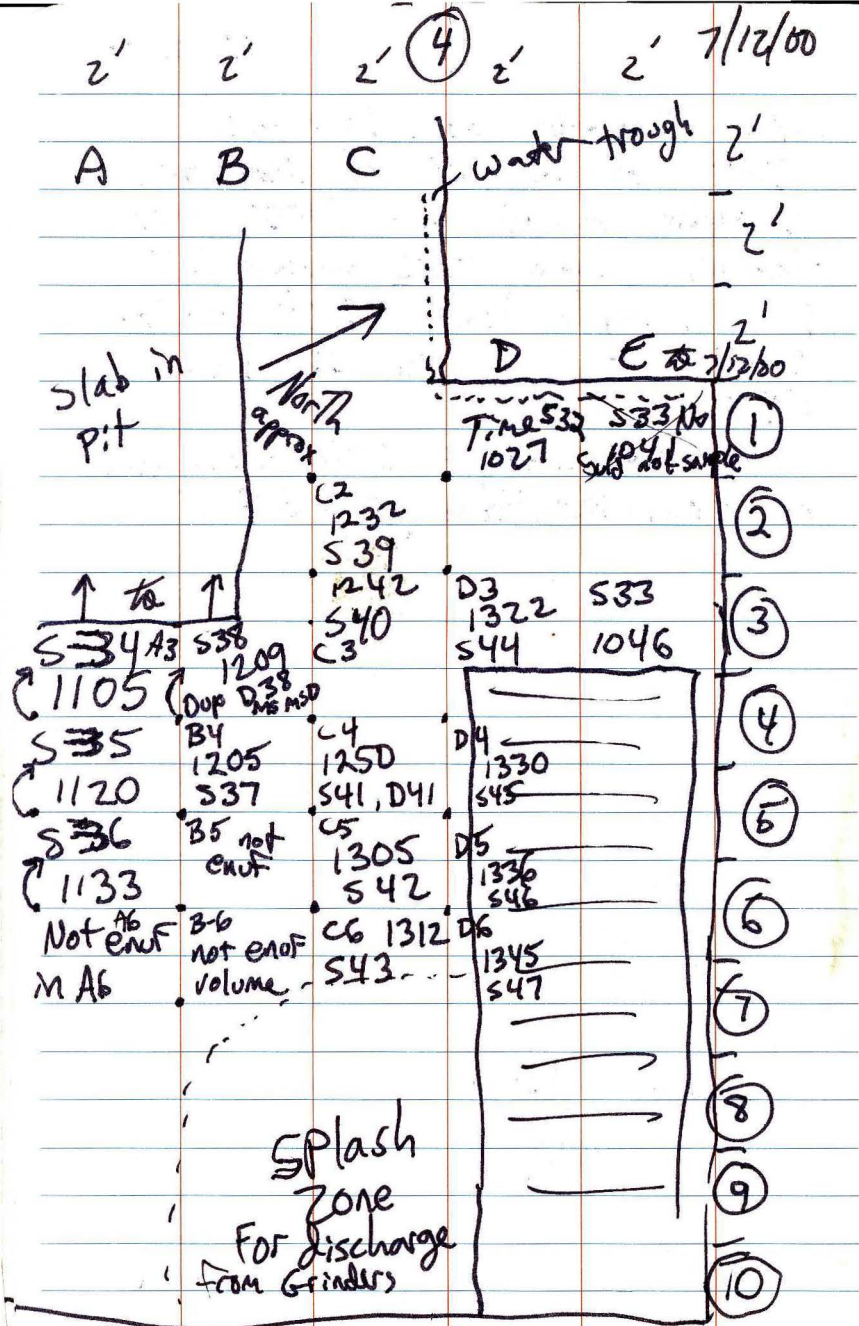 4
7/12/00
2' 2' 2' 2' 2'
A B C
water trough
2'
2'
2'
D E 7/12/00
slab in
pit
North
approx
Time S32
1027
S33 No
1041
not sample
1
C2
1232
S39
2
1242
S40
C3
D3
1322
S44
S33
1046
3
S34 A3
1105
S38
1209
Dup D38
MS MSD
4
S35
1120
B4
1205
S37
C4
1250
S41, D41
D4
1330
S45
5
S36
1133
B5 not
enuf
C5
1305
S42
D5
1336
S46
6
Not enuf A6
in A6
B-6
not enof
volume
C6 1312
S43
D6
1345
S47
7
8
Splash
Zone
For discharge
from Grinders
9
10